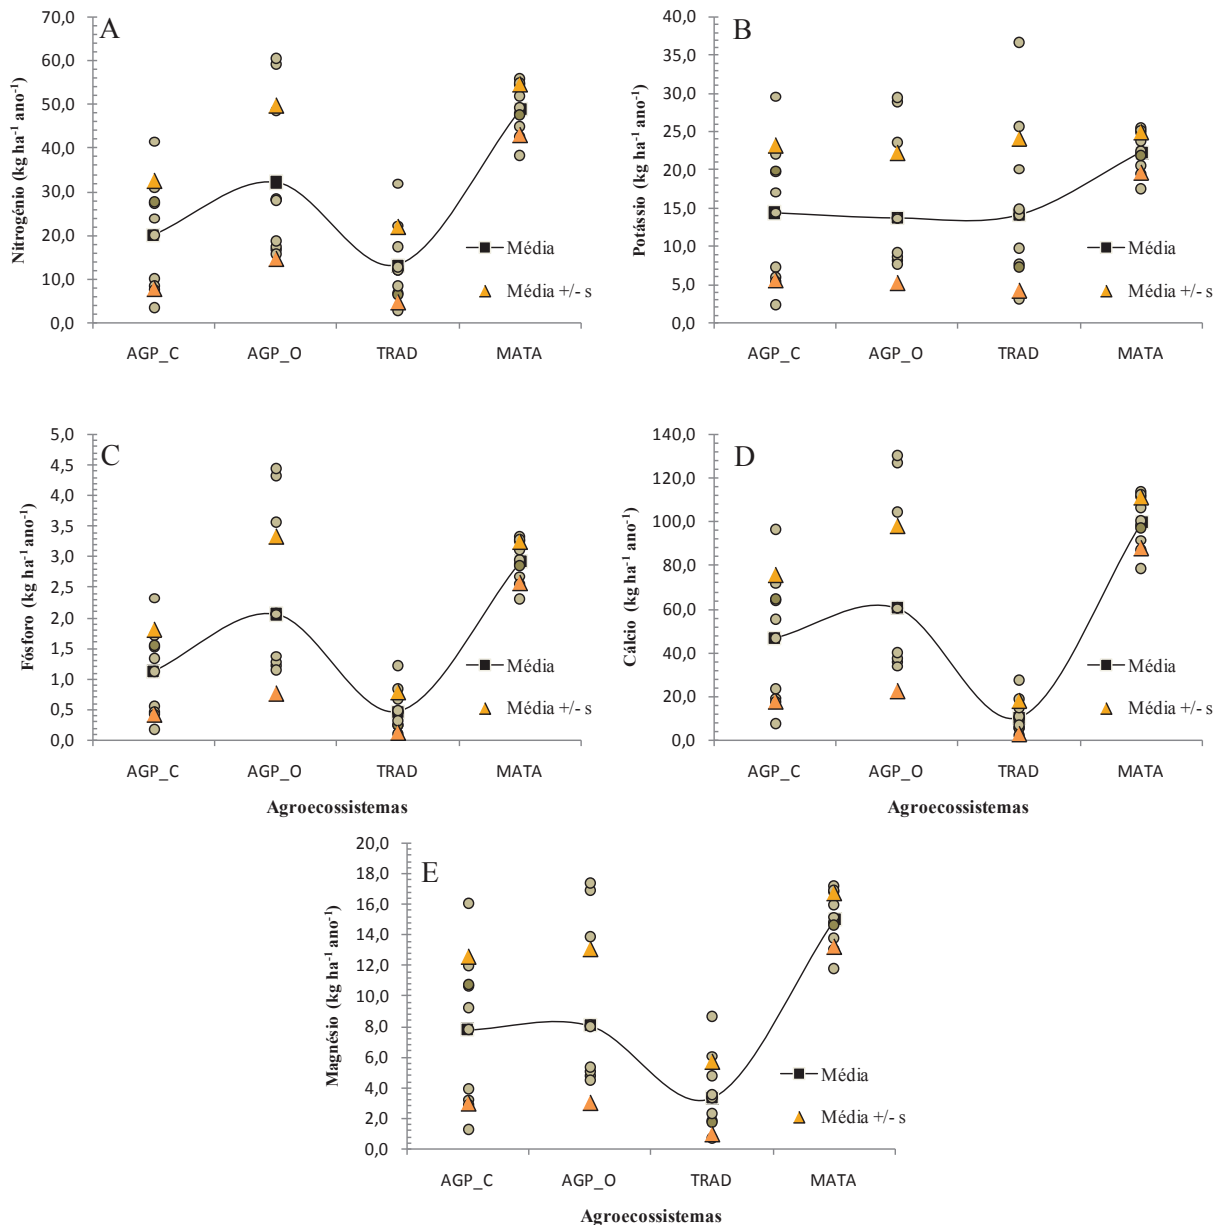 A
Nitrogénio (kg ha⁻¹ ano⁻¹)
70,0
60,0
50,0
40,0
30,0
20,0
10,0
0,0
AGP_C AGP_O TRAD MATA
Média
Média +/- s
B
Potássio (kg ha⁻¹ ano⁻¹)
40,0
35,0
30,0
25,0
20,0
15,0
10,0
5,0
0,0
AGP_C AGP_O TRAD MATA
Média
Média +/- s
C
Fósforo (kg ha⁻¹ ano⁻¹)
5,0
4,5
4,0
3,5
3,0
2,5
2,0
1,5
1,0
0,5
0,0
AGP_C AGP_O TRAD MATA
Média
Média +/- s
Agroecossistemas
D
Cálcio (kg ha⁻¹ ano⁻¹)
140,0
120,0
100,0
80,0
60,0
40,0
20,0
0,0
AGP_C AGP_O TRAD MATA
Média
Média +/- s
Agroecossistemas
E
Magnésio (kg ha⁻¹ ano⁻¹)
20,0
18,0
16,0
14,0
12,0
10,0
8,0
6,0
4,0
2,0
0,0
AGP_C AGP_O TRAD MATA
Média
Média +/- s
Agroecossistemas